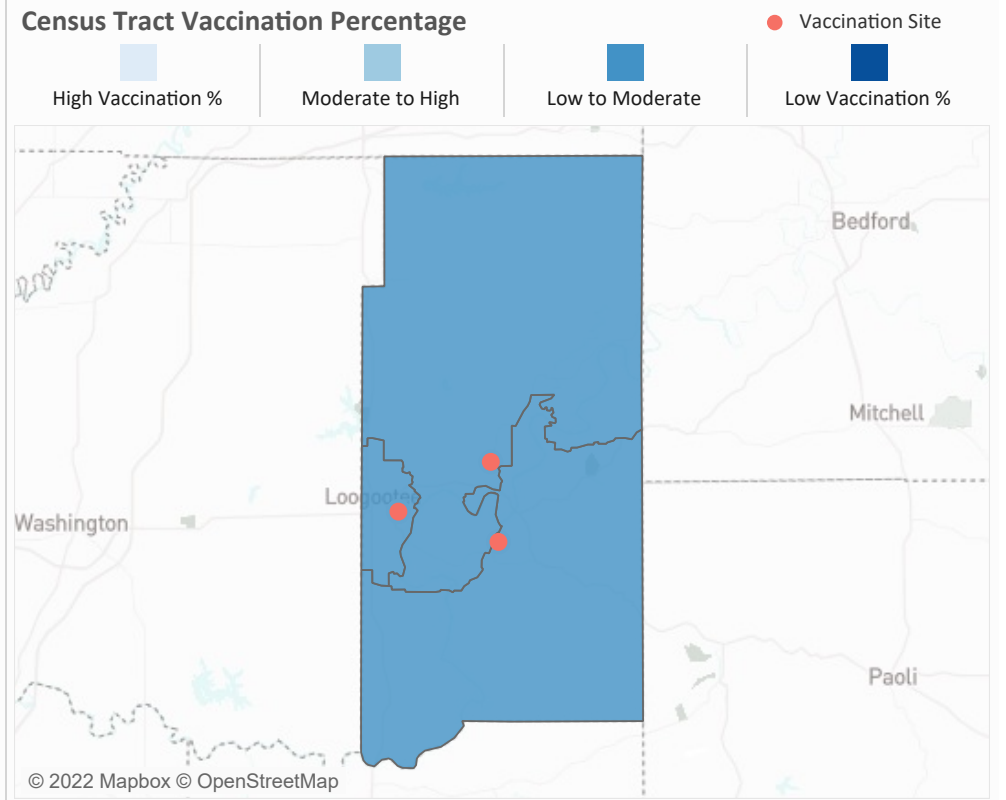 Census Tract Vaccination Percentage
Vaccination Site
High Vaccination %
Moderate to High
Low to Moderate
Low Vaccination %
Bedford
Mitchell
Loogootee
Washington
Paoli
© 2022 Mapbox © OpenStreetMap